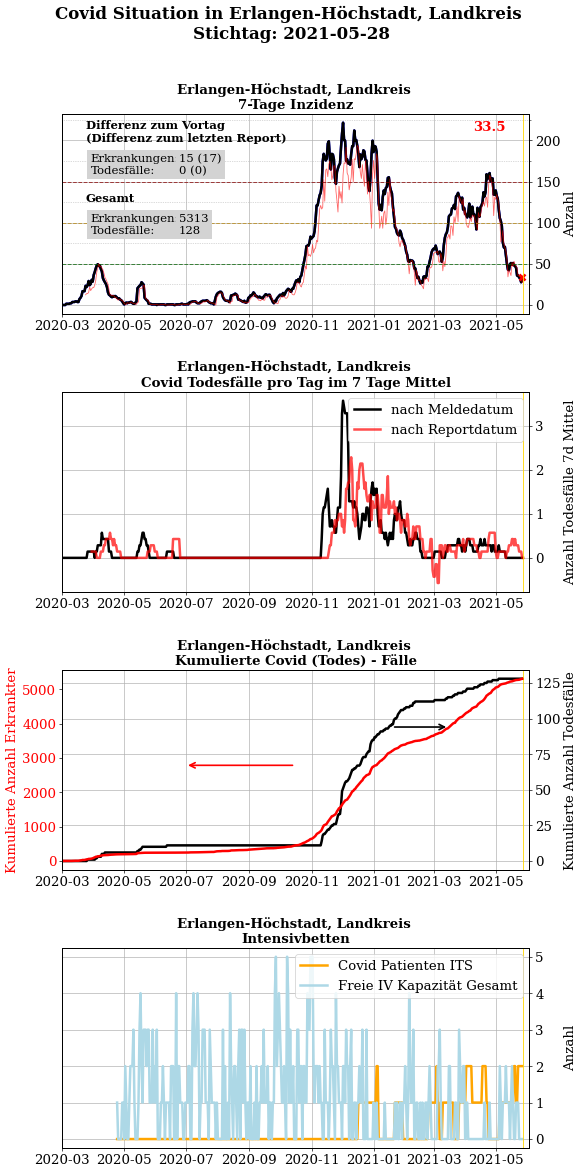 Covid Situation in Erlangen-Höchstadt, Landkreis
Stichtag: 2021-05-28
Erlangen-Höchstadt, Landkreis
7-Tage Inzidenz
Differenz zum Vortag
(Differenz zum letzten Report)
33.5
Erkrankungen 15 (17)
Todesfälle: 0 (0)
Gesamt
Erkrankungen 5313
Todesfälle: 128
200
150
100
50
0
Anzahl
2020-03 2020-05 2020-07 2020-09 2020-11 2021-01 2021-03 2021-05
Erlangen-Höchstadt, Landkreis
Covid Todesfälle pro Tag im 7 Tage Mittel
nach Meldedatum
nach Reportdatum
3
2
1
0
Anzahl Todesfälle 7d Mittel
2020-03 2020-05 2020-07 2020-09 2020-11 2021-01 2021-03 2021-05
Erlangen-Höchstadt, Landkreis
Kumulierte Covid (Todes) - Fälle
Kumulierte Anzahl Erkrankter
5000
4000
3000
2000
1000
0
125
100
75
50
25
0
Kumulierte Anzahl Todesfälle
2020-03 2020-05 2020-07 2020-09 2020-11 2021-01 2021-03 2021-05
Erlangen-Höchstadt, Landkreis
Intensivbetten
Covid Patienten ITS
Freie IV Kapazität Gesamt
5
4
3
2
1
0
Anzahl
2020-03 2020-05 2020-07 2020-09 2020-11 2021-01 2021-03 2021-05